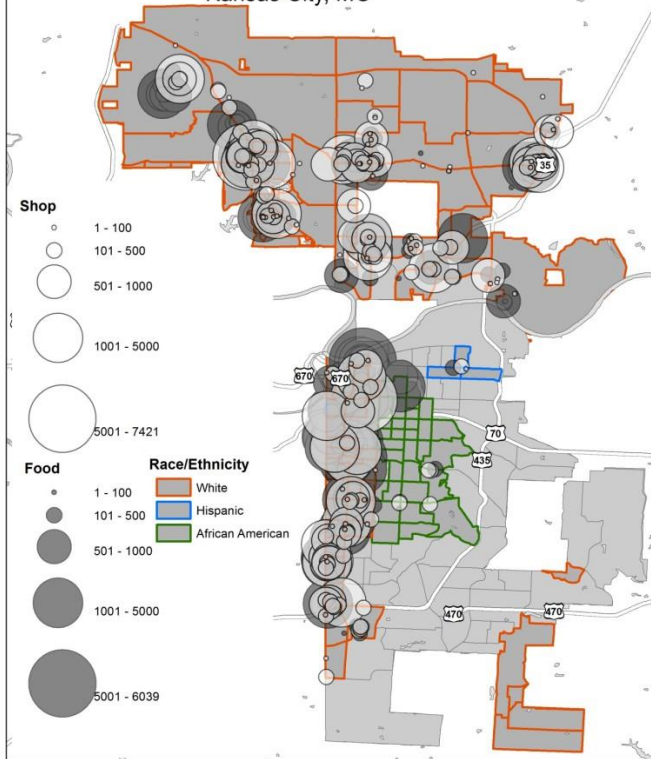 Kansas City, MO
35
Shop
1 - 100
101 - 500
501 - 1000
1001 - 5000
5001 - 7421
670
670
70
435
Food
1 - 100
101 - 500
501 - 1000
1001 - 5000
5001 - 6039
Race/Ethnicity
White
Hispanic
African American
470
470